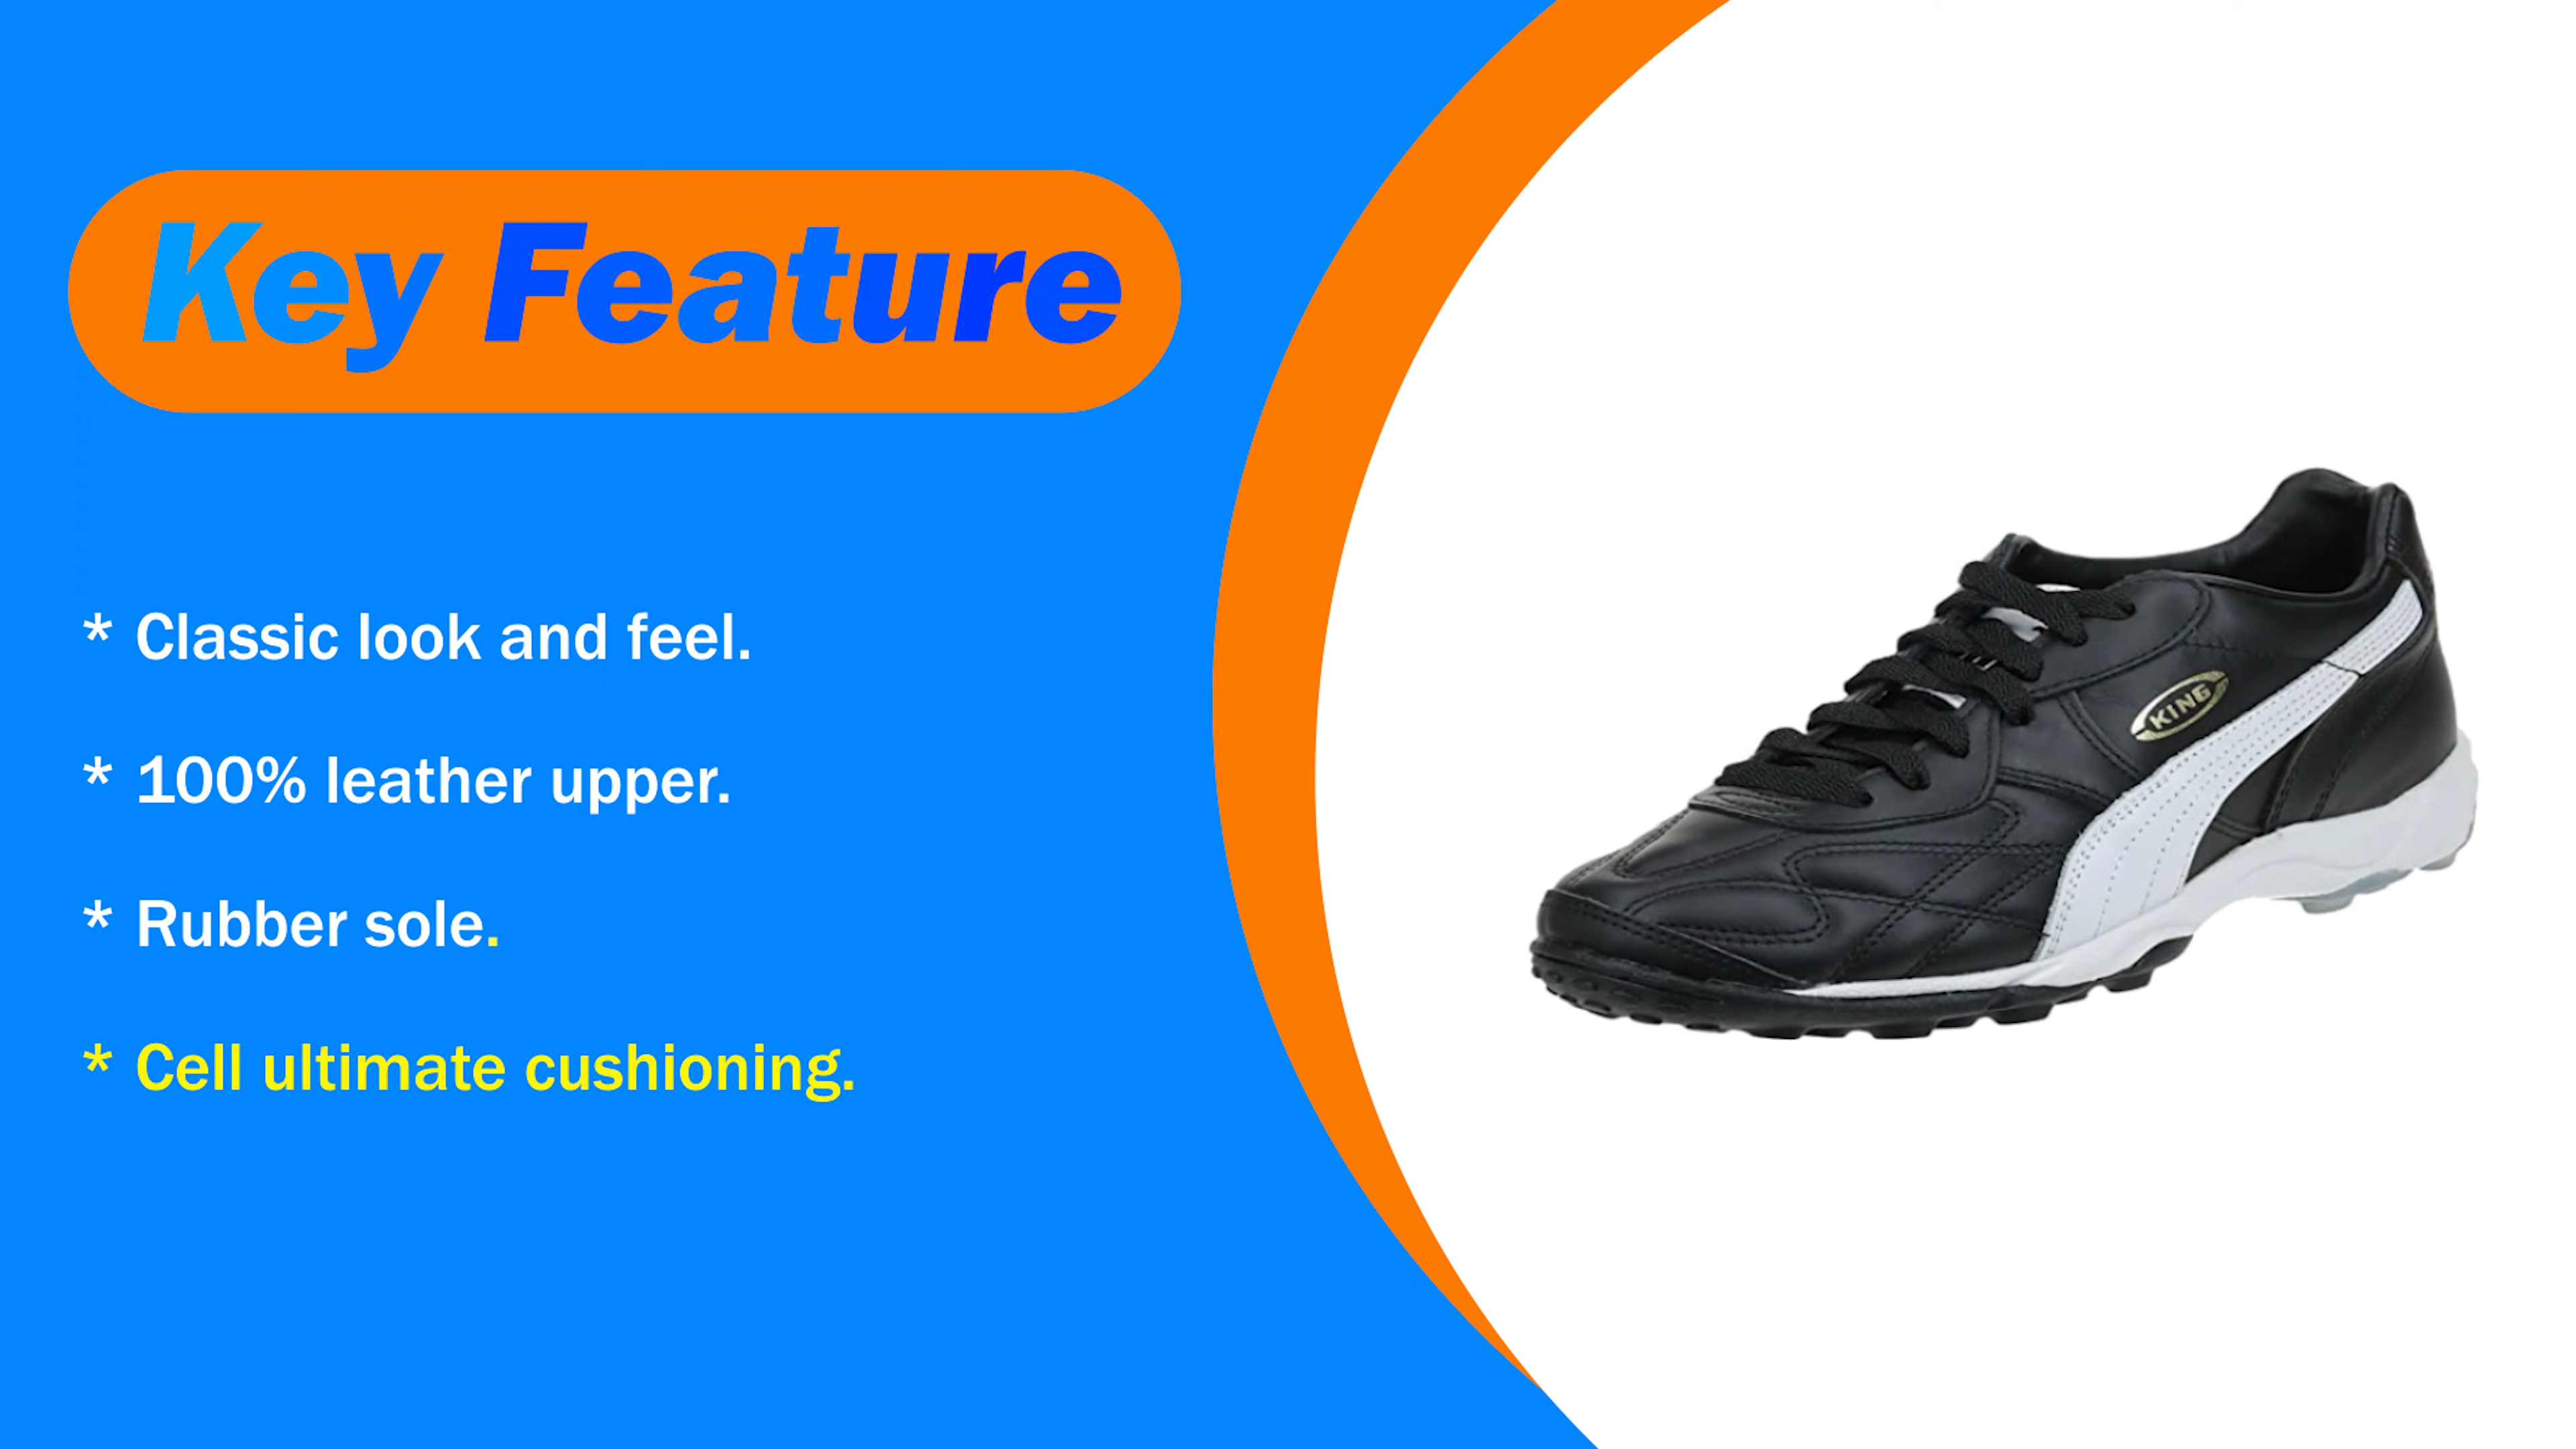 Key Feature
* Classic look and feel.
* 100% leather upper.
* Rubber sole.
* Cell ultimate cushioning.
KING